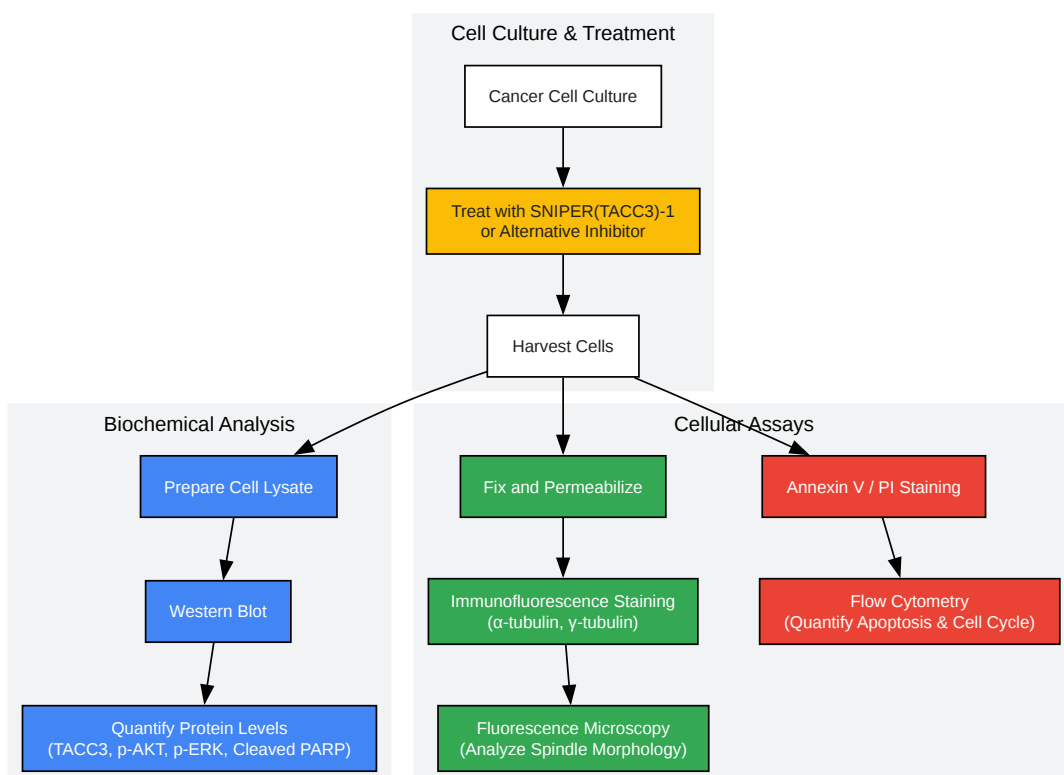 Cell Culture & Treatment
Cancer Cell Culture
Treat with SNIPER(TACC3)-1
or Alternative Inhibitor
Harvest Cells
Biochemical Analysis
Cellular Assays
Prepare Cell Lysate
Fix and Permeabilize
Annexin V / PI Staining
Western Blot
Immunofluorescence Staining
(α-tubulin, γ-tubulin)
Flow Cytometry
(Quantify Apoptosis & Cell Cycle)
Quantify Protein Levels
(TACC3, p-AKT, p-ERK, Cleaved PARP)
Fluorescence Microscopy
(Analyze Spindle Morphology)